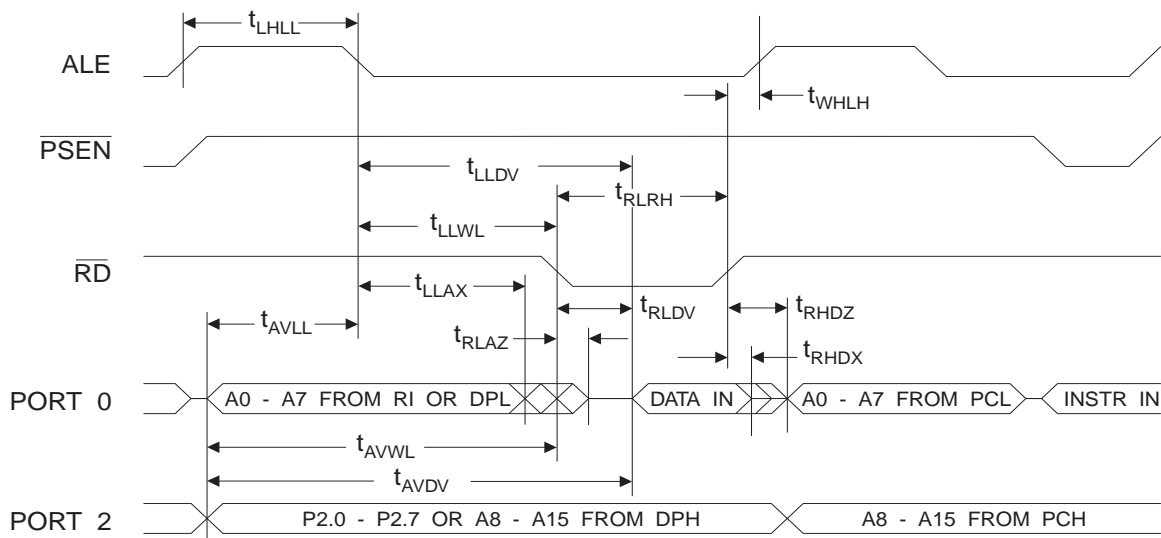 tLHLL
ALE
tWHLH
PSEN
tLLDV
tRLRH
tLLWL
RD
tLLAX
tRLDV
tRHDZ
tAVLL
tRLAZ
tRHDX
PORT 0
A0 - A7 FROM RI OR DPL
DATA IN
A0 - A7 FROM PCL
INSTR IN
tAVWL
tAVDV
PORT 2
P2.0 - P2.7 OR A8 - A15 FROM DPH
A8 - A15 FROM PCH